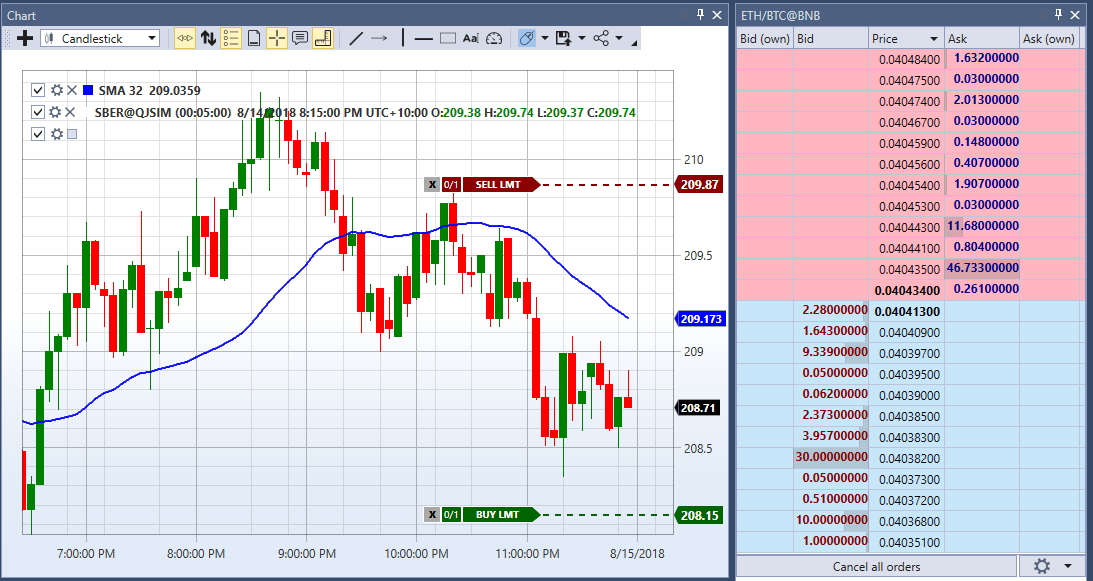 Chart
Candlestick
Aa
SMA 32 209.0359
SBER@QJSIM (00:05:00) 8/14/2018 8:15:00 PM UTC+10:00 O:209.38 H:209.74 L:209.37 C:209.74
210
X 0/1 SELL LMT 209.87
209.5
209.173
209
208.71
208.5
X 0/1 BUY LMT 208.15
7:00:00 PM 8:00:00 PM 9:00:00 PM 10:00:00 PM 11:00:00 PM 8/15/2018
ETH/BTC@BNB
Bid (own) Bid Price Ask Ask (own)
0.04048400 1.63200000
0.04047500 0.03000000
0.04047400 2.01300000
0.04046700 0.03000000
0.04045900 0.14800000
0.04045600 0.40700000
0.04045400 1.90700000
0.04045300 0.03000000
0.04044300 11.68000000
0.04044100 0.80400000
0.04043500 46.73300000
0.04043400 0.26100000
2.28000000 0.04041300
1.64300000 0.04040900
9.33900000 0.04039700
0.05000000 0.04039500
0.06200000 0.04039000
2.37300000 0.04038500
3.95700000 0.04038300
30.00000000 0.04038200
0.05000000 0.04037300
0.51000000 0.04037200
10.00000000 0.04036800
1.00000000 0.04035100
Cancel all orders